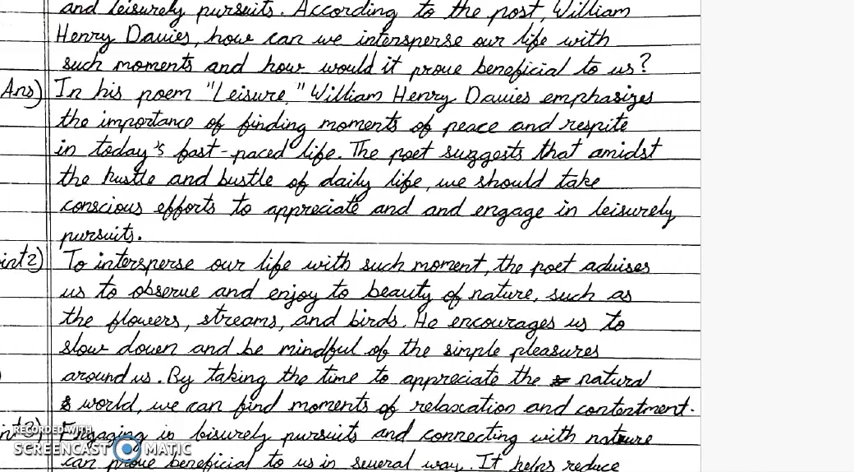 and leisurely pursuits. According to the post, William
Henry Davies, how can we intersperse our life with
such moments and how would it prove beneficial to us?
Ans) In his poem "Leisure," William Henry Davies emphasizes
the importance of finding moments of peace and respite
in today's fast-paced life. The poet suggests that amidst
the hustle and bustle of daily life, we should take
conscious efforts to appreciate and and engage in leisurely
pursuits.
int2) To intersperse our life with such moment, the poet advises
us to observe and enjoy to beauty of nature, such as
the flowers, streams, and birds. He encourages us to
slow down and be mindful of the simple pleasures
around us. By taking the time to appreciate the natural
world, we can find moments of relaxation and contentment.
Engaging in leisurely pursuits and connecting with nature
can prove beneficial to us in several way. It helps reduce
RECORDED WITH
SCREENCAST MATIC